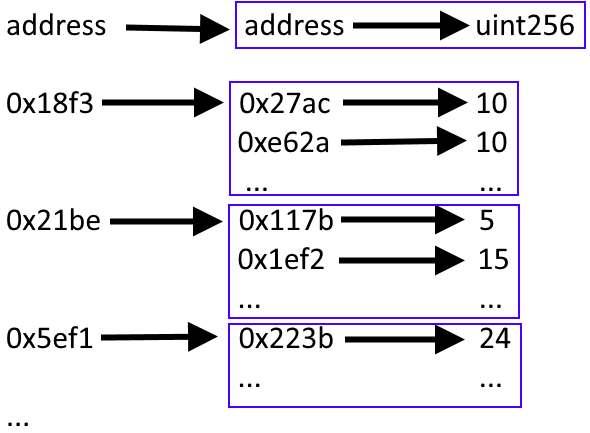 address address uint256
0x18f3 0x27ac 10
0xe62a 10
... ...
0x21be 0x117b 5
0x1ef2 15
... ...
0x5ef1 0x223b 24
... ...
...